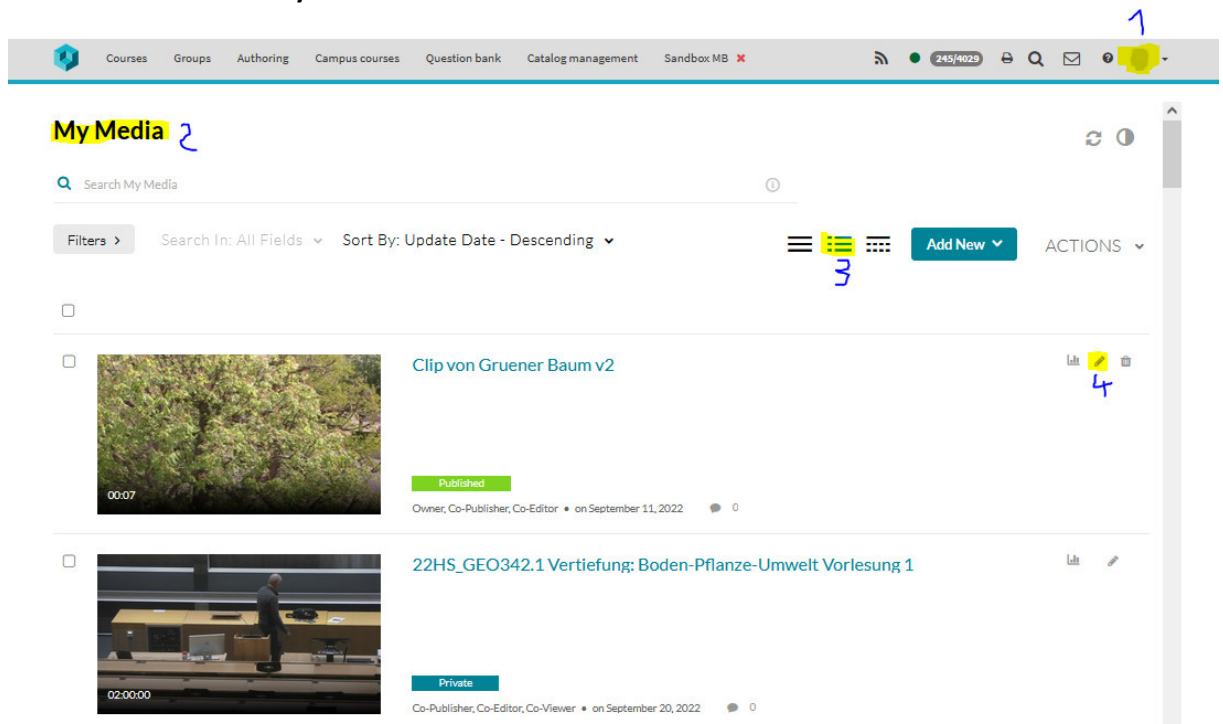 1
Courses Groups Authoring Campus courses Question bank Catalog management Sandbox MB 245/4029
My Media 2
Search My Media
Filters > Search In: All Fields Sort By: Update Date - Descending Add New ACTIONS
3
Clip von Gruener Baum v2
4
00:07
Published
Owner, Co-Publisher, Co-Editor • on September 11, 2022 0
22HS_GEO342.1 Vertiefung: Boden-Pflanze-Umwelt Vorlesung 1
02:00:00
Private
Co-Publisher, Co-Editor, Co-Viewer • on September 20, 2022 0